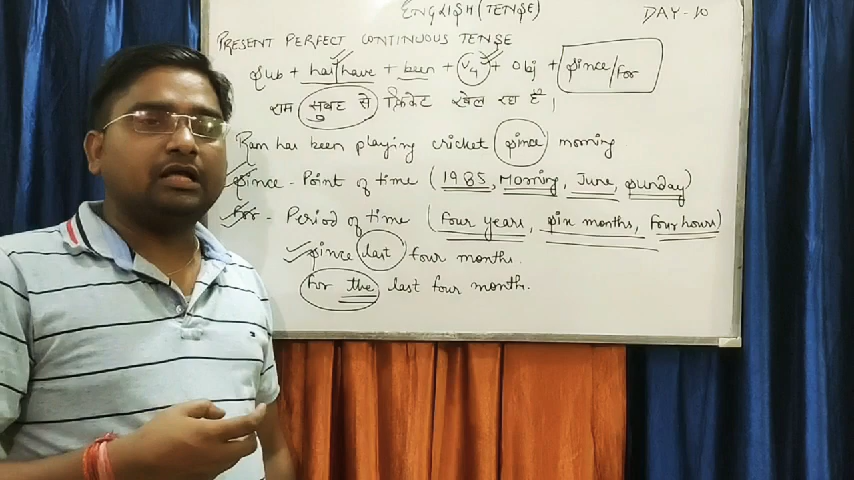 ENGLISH (TENSE)
DAY-10
PRESENT PERFECT CONTINUOUS TENSE
Sub + has/have + been + V4 + Obj + since/for
राम सुबह से क्रिकेट खेल रहा है।
Ram has been playing cricket since morning
Since - Point of time (1985, Morning, June, Sunday)
For - Period of time (four years, six months, four hours)
Since last four months.
For the last four month.